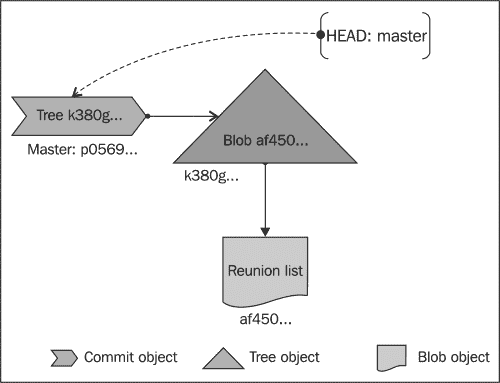 HEAD: master
Tree k380g...
Master: p0569...
Blob af450...
k380g...
Reunion list
af450...
Commit object
Tree object
Blob object